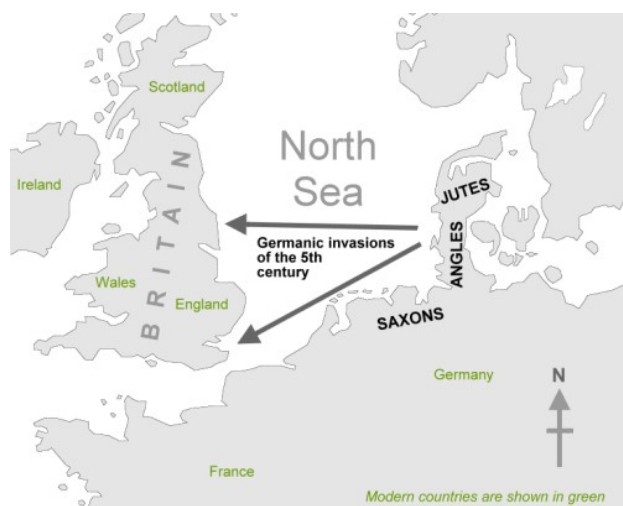 Scotland
North
Sea
Ireland
BRITAIN
JUTES
Germanic invasions
of the 5th
century
ANGLES
Wales
England
SAXONS
Germany
N
France
Modern countries are shown in green